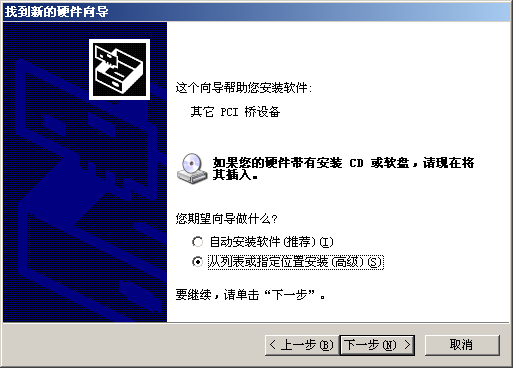 找到新的硬件向导
这个向导帮助您安装软件:
其它 PCI 桥设备
如果您的硬件带有安装 CD 或软盘，请现在将
其插入。
您期望向导做什么?
自动安装软件(推荐)(I)
从列表或指定位置安装(高级)(S)
要继续，请单击“下一步”。
< 上一步(B) 下一步(N) > 取消